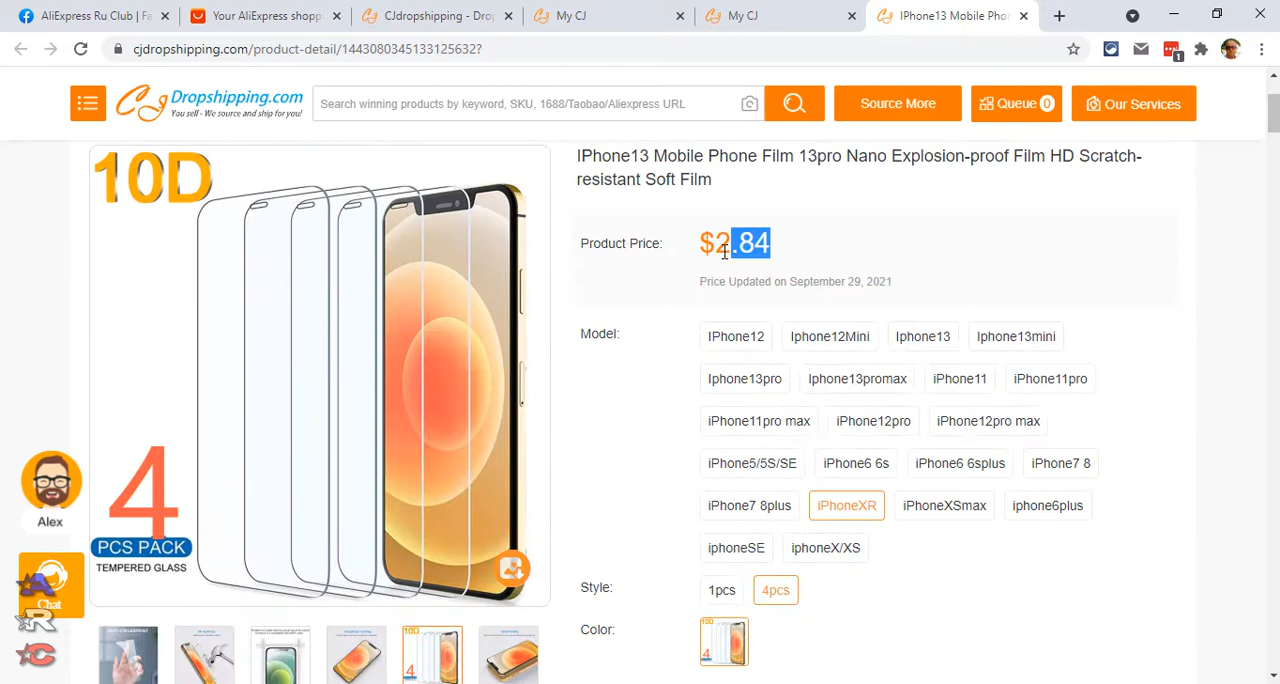 AliExpress Ru Club | Fa
Your AliExpress shopp
CJdropshipping - Drop
My CJ
My CJ
IPhone13 Mobile Phon
cjdropshipping.com/product-detail/1443080345133125632?
1
Dropshipping.com
You sell - We source and ship for you!
Search winning products by keyword, SKU, 1688/Taobao/Aliexpress URL
Source More
Queue 0
Our Services
10D
4
PCS PACK
TEMPERED GLASS
IPhone13 Mobile Phone Film 13pro Nano Explosion-proof Film HD Scratch-
resistant Soft Film
Product Price:
$2.84
Price Updated on September 29, 2021
Model:
IPhone12
Iphone12Mini
Iphone13
Iphone13mini
Iphone13pro
Iphone13promax
iPhone11
iPhone11pro
iPhone11pro max
iPhone12pro
iPhone12pro max
iPhone5/5S/SE
iPhone6 6s
iPhone6 6splus
iPhone7 8
iPhone7 8plus
iPhoneXR
iPhoneXSmax
iphone6plus
iphoneSE
iphoneX/XS
Style:
1pcs
4pcs
Color:
10D
4
Alex
Chat
A
R
C
10D
4